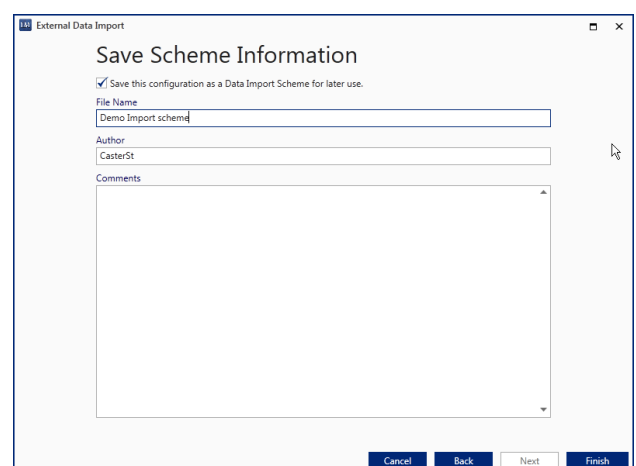 External Data Import
Save Scheme Information
Save this configuration as a Data Import Scheme for later use.
File Name
Demo Import scheme
Author
CasterSt
Comments
Cancel Back Next Finish